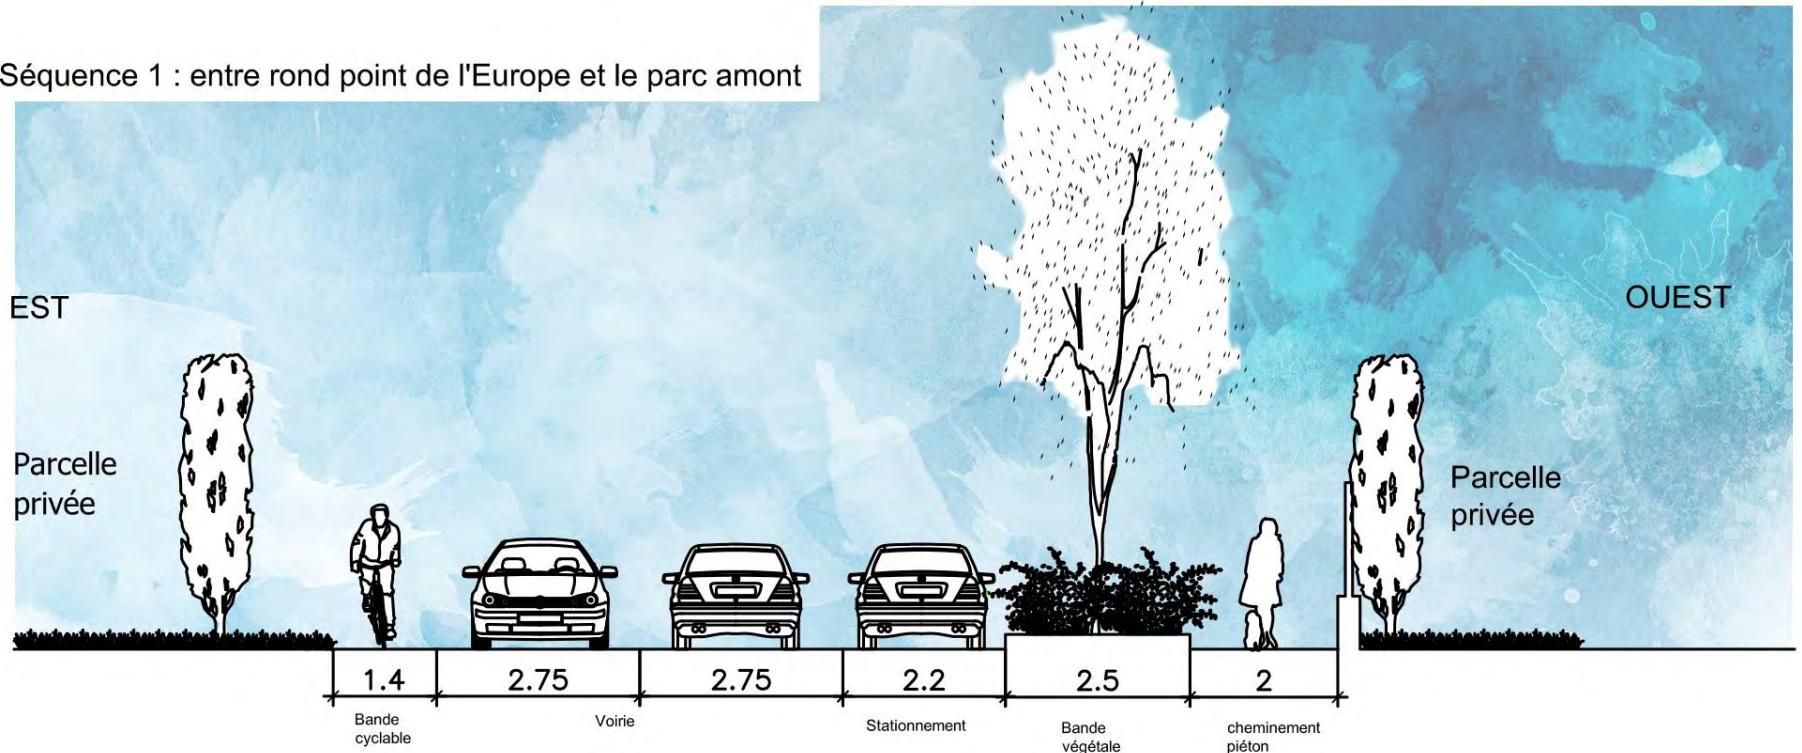 Séquence 1 : entre rond point de l'Europe et le parc amont
EST
OUEST
Parcelle
privée
Parcelle
privée
1.4
2.75
2.75
2.2
2.5
2
Bande
cyclable
Voirie
Stationnement
Bande
végétale
cheminement
piéton